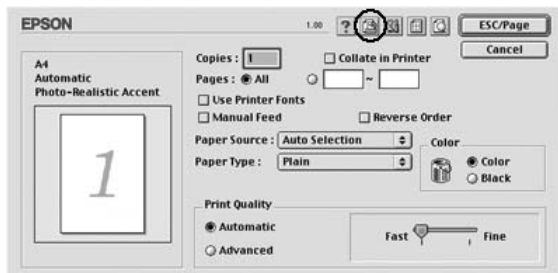 EPSON
1.00
?
ESC/Page
Cancel
A4
Automatic
Photo-Realistic Accent
1
Copies : 1
Collate in Printer
Pages : All ~
Use Printer Fonts
Manual Feed
Reverse Order
Paper Source : Auto Selection
Paper Type : Plain
Color
Color
Black
Print Quality
Automatic
Advanced
Fast
Fine